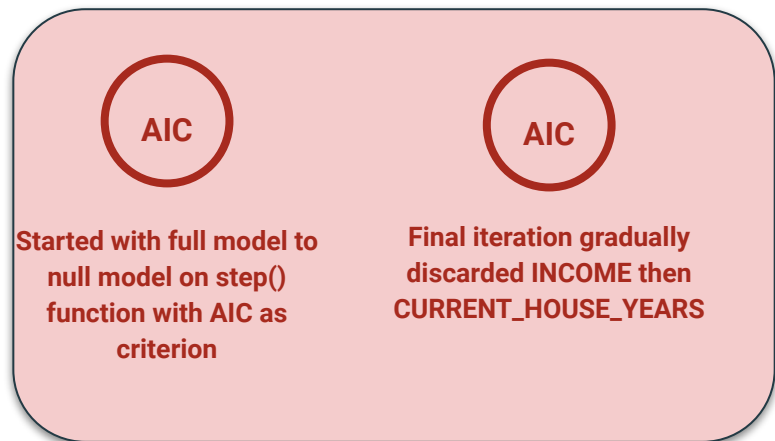 AIC
Started with full model to
null model on step()
function with AIC as
criterion
AIC
Final iteration gradually
discarded INCOME then
CURRENT_HOUSE_YEARS